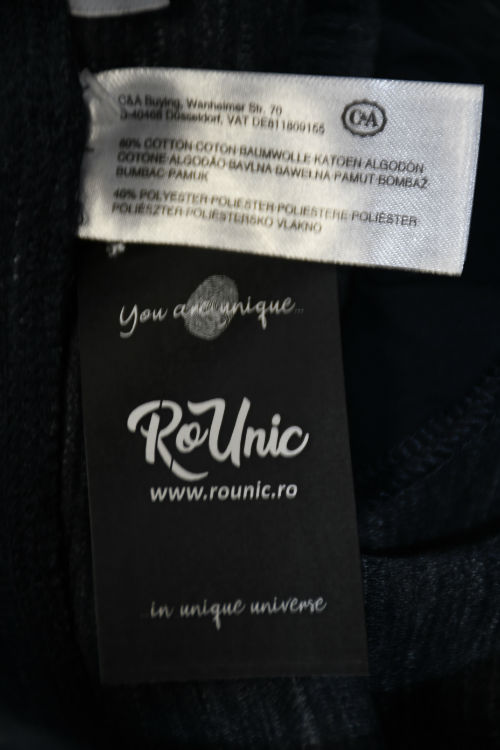 C&A Buying, Wanheimer Str. 70
D-40468 Düsseldorf, VAT DE811809155
C&A
60% COTTON COTON BAUMWOLLE KATOEN ALGODÓN
COTONE ALGODÃO BAVLNA BAWEŁNA PAMUT BOMBAŽ
BUMBAC PAMUK
40% POLYESTER POLIESTER POLIESTERE POLIÉSTER
POLIÉSZTER POLIESTERSKO VLAKNO
You are unique...
RoUnic
www.rounic.ro
...in unique universe